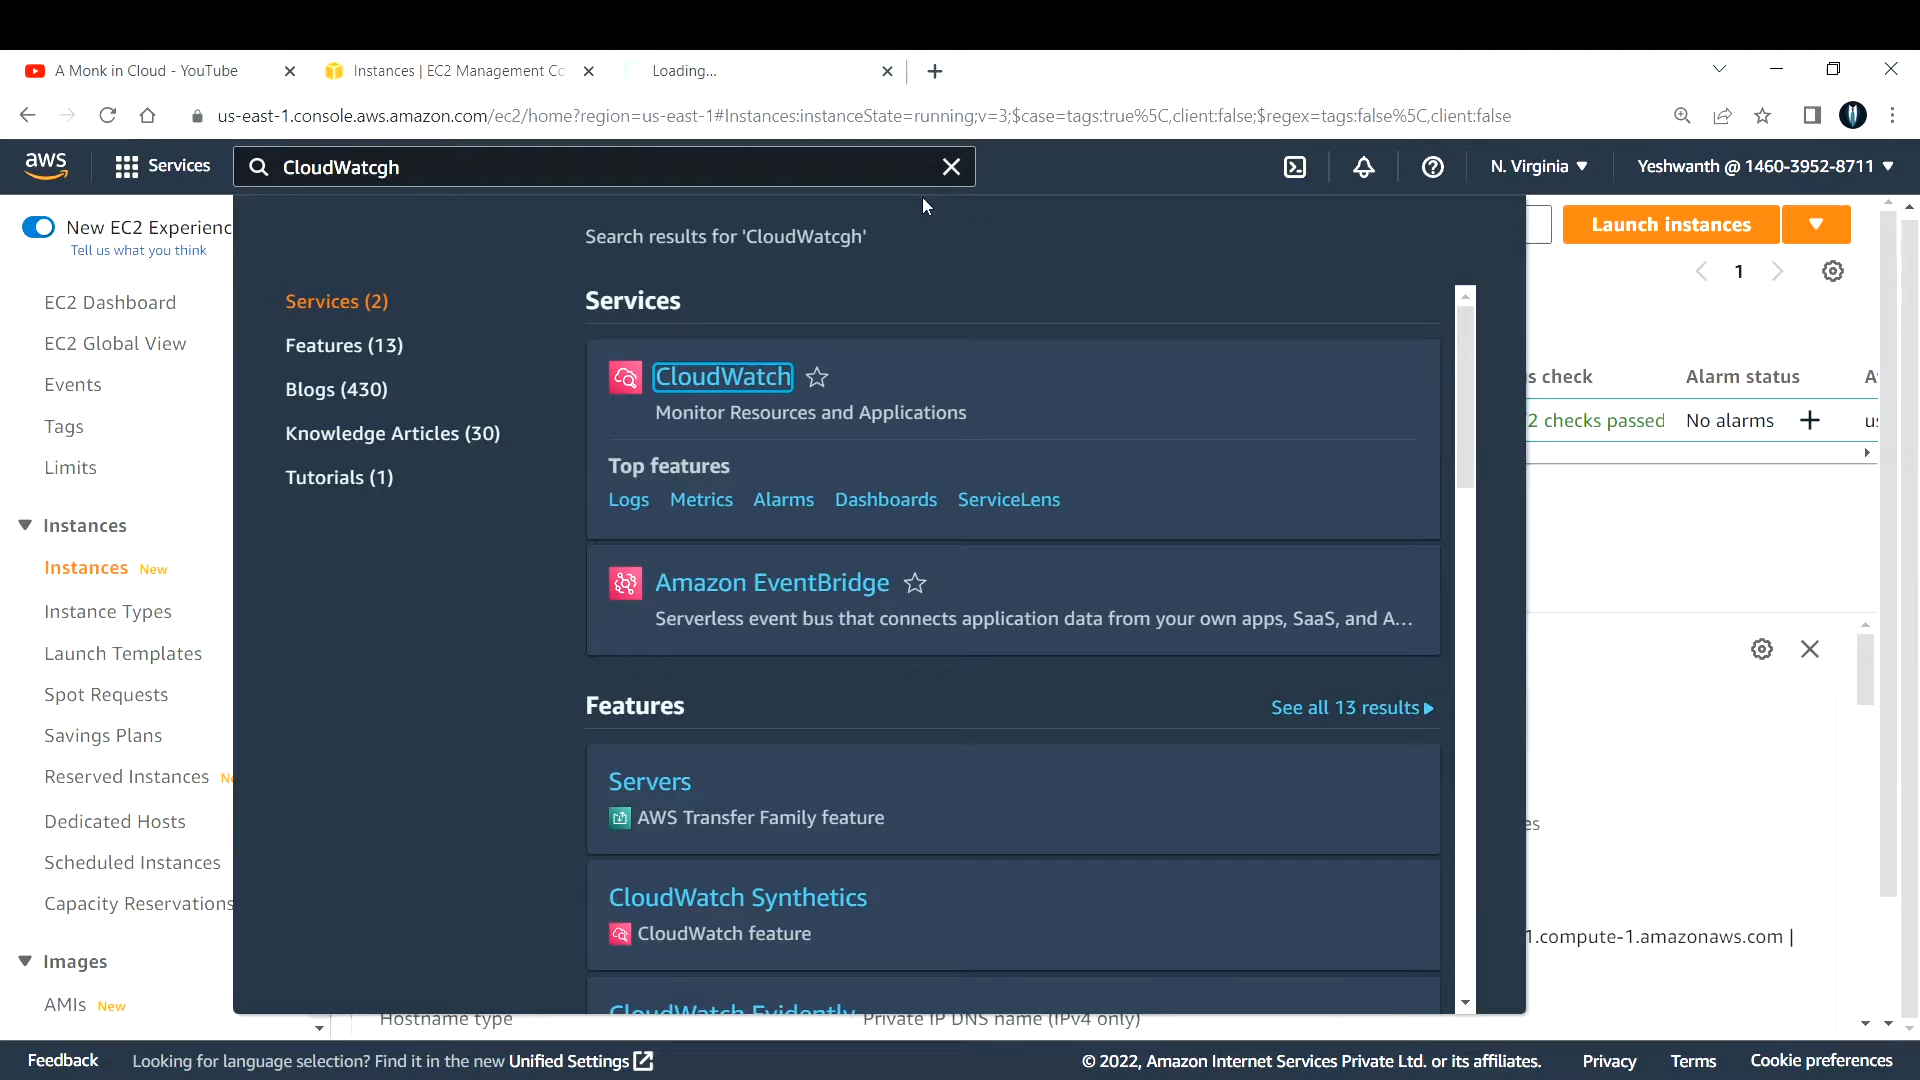 A Monk in Cloud - YouTube
Instances | EC2 Management Co
Loading...
us-east-1.console.aws.amazon.com/ec2/home?region=us-east-1#Instances:instanceState=running;v=3;$case=tags:true%5C,client:false;$regex=tags:false%5C,client:false
aws
Services
CloudWatcgh
N. Virginia
Yeshwanth @ 1460-3952-8711
New EC2 Experienc
Tell us what you think
EC2 Dashboard
EC2 Global View
Events
Tags
Limits
Instances
Instances New
Instance Types
Launch Templates
Spot Requests
Savings Plans
Reserved Instances Ne
Dedicated Hosts
Scheduled Instances
Capacity Reservations
Images
AMIs New
Search results for 'CloudWatcgh'
Services (2)
Features (13)
Blogs (430)
Knowledge Articles (30)
Tutorials (1)
Services
CloudWatch
Monitor Resources and Applications
Top features
Logs Metrics Alarms Dashboards ServiceLens
Amazon EventBridge
Serverless event bus that connects application data from your own apps, SaaS, and A...
Features
See all 13 results
Servers
AWS Transfer Family feature
CloudWatch Synthetics
CloudWatch feature
CloudWatch Evidently
Launch instances
1
s check
Alarm status
A
2 checks passed
No alarms
us
es
1.compute-1.amazonaws.com |
Hostname type
Private IP DNS name (IPv4 only)
Feedback
Looking for language selection? Find it in the new Unified Settings
© 2022, Amazon Internet Services Private Ltd. or its affiliates.
Privacy
Terms
Cookie preferences